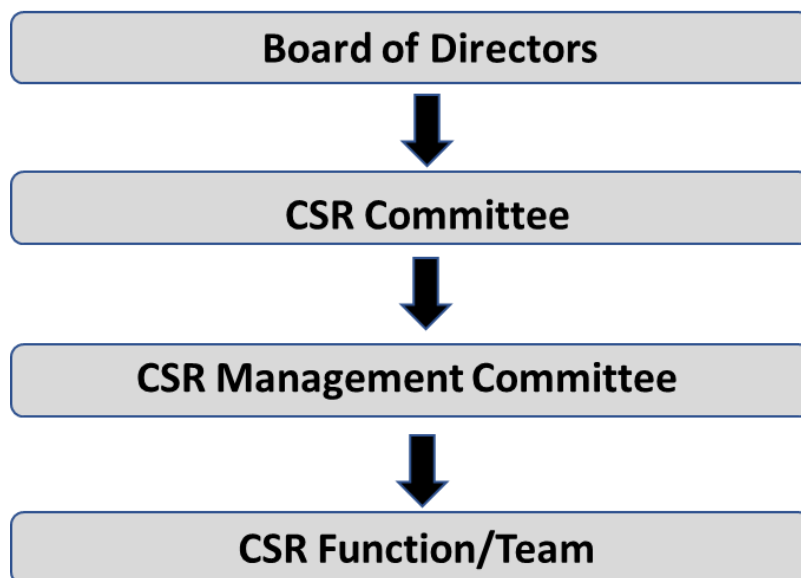 Board of Directors
CSR Committee
CSR Management Committee
CSR Function/Team